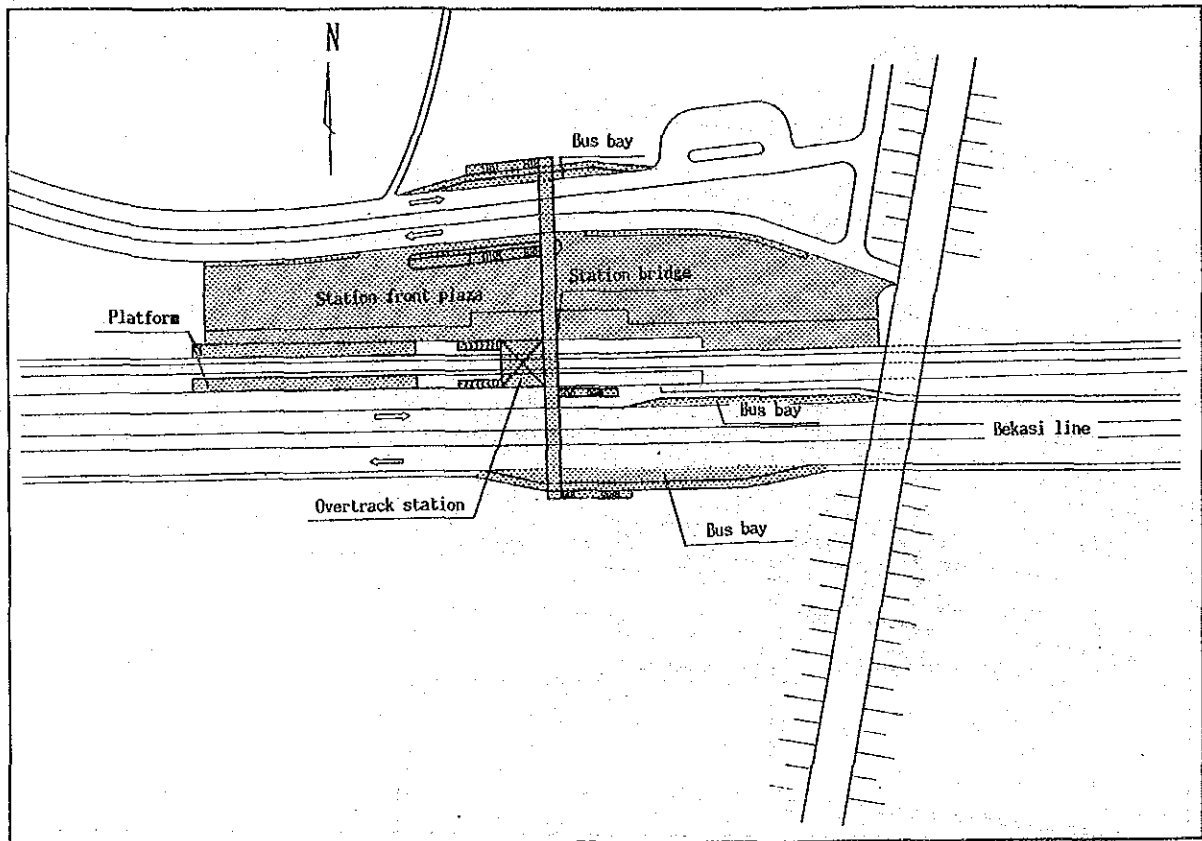 N
Bus bay
Station bridge
Station front plaza
Platform
Bus bay
Bekasi line
Overtrack station
Bus bay